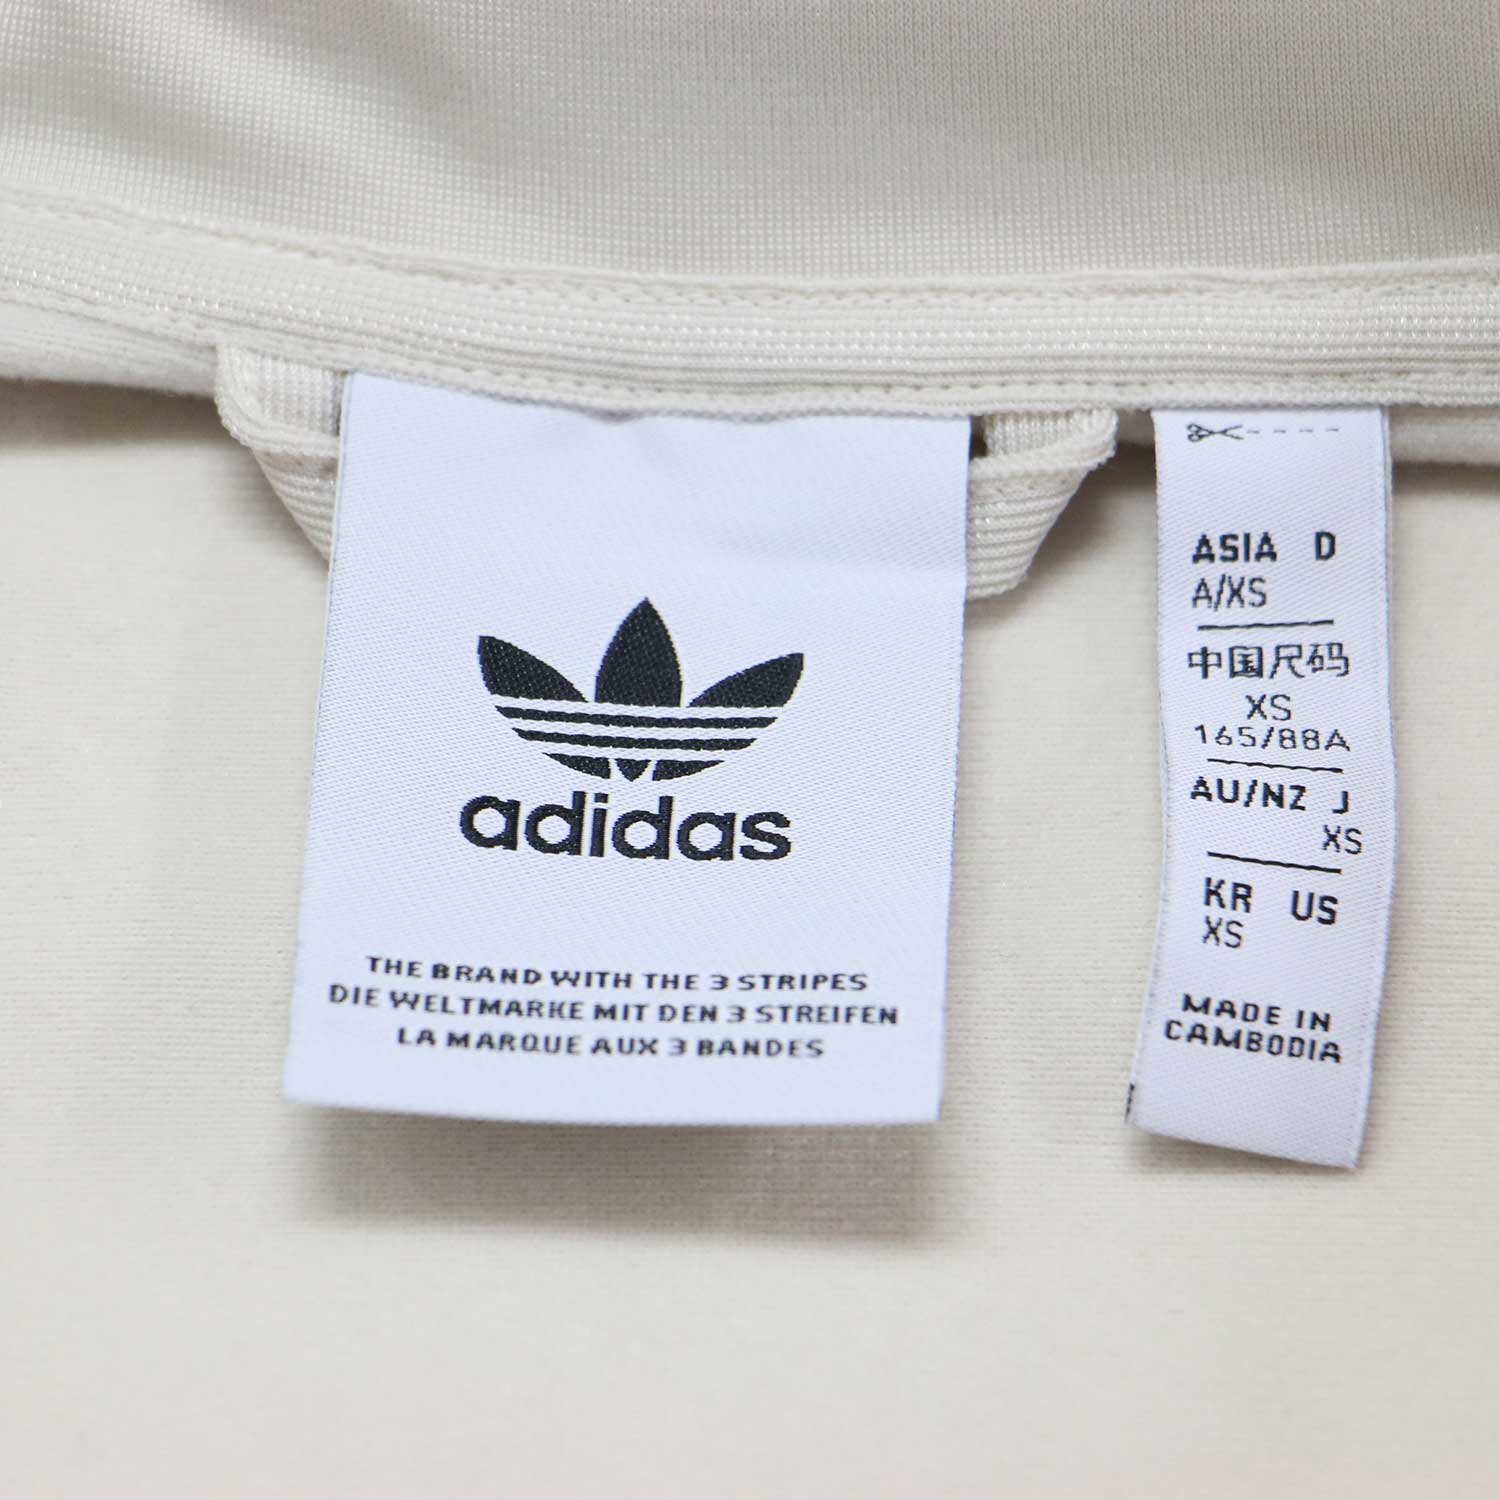 adidas
THE BRAND WITH THE 3 STRIPES
DIE WELTMARKE MIT DEN 3 STREIFEN
LA MARQUE AUX 3 BANDES
ASIA D
A/XS
中国尺码
XS
165/88A
AU/NZ J
XS
KR US
XS
MADE IN
CAMBODIA